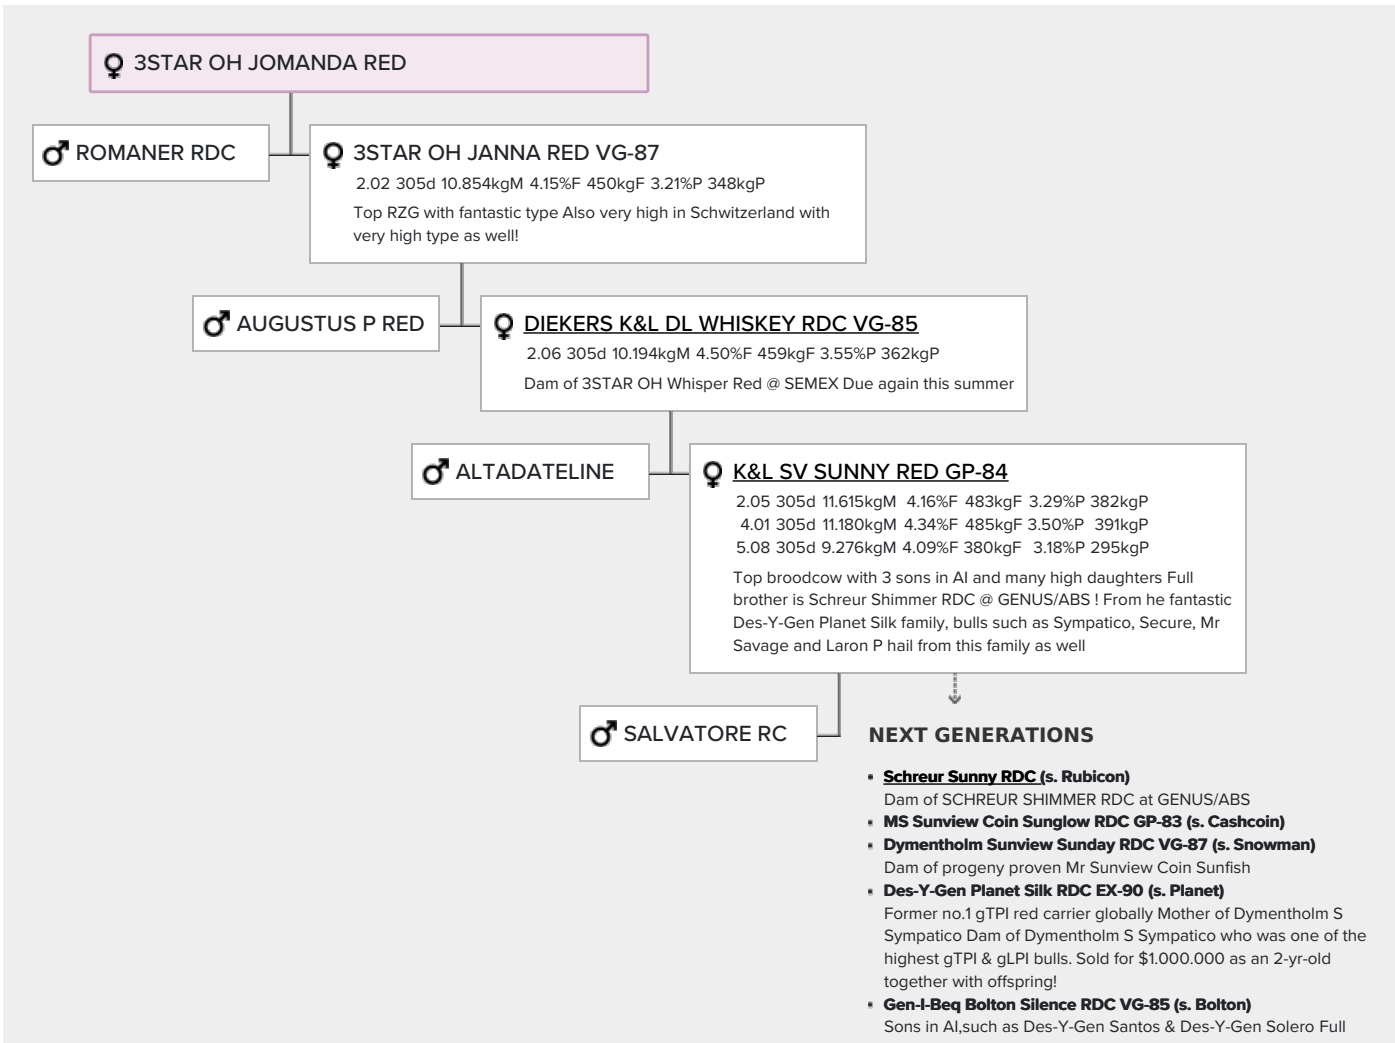 3STAR OH JOMANDA RED
ROMANER RDC
3STAR OH JANNA RED VG-87
2.02 305d 10.854kgM 4.15%F 450kgF 3.21%P 348kgP
Top RZG with fantastic type Also very high in Schwitzerland with
very high type as well!
AUGUSTUS P RED
DIEKERS K&L DL WHISKEY RDC VG-85
2.06 305d 10.194kgM 4.50%F 459kgF 3.55%P 362kgP
Dam of 3STAR OH Whisper Red @ SEMEX Due again this summer
ALTADATELINE
K&L SV SUNNY RED GP-84
2.05 305d 11.615kgM 4.16%F 483kgF 3.29%P 382kgP
4.01 305d 11.180kgM 4.34%F 485kgF 3.50%P 391kgP
5.08 305d 9.276kgM 4.09%F 380kgF 3.18%P 295kgP
Top broodcow with 3 sons in AI and many high daughters Full
brother is Schreur Shimmer RDC @ GENUS/ABS ! From he fantastic
Des-Y-Gen Planet Silk family, bulls such as Sympatico, Secure, Mr
Savage and Laron P hail from this family as well
SALVATORE RC
NEXT GENERATIONS
Schreur Sunny RDC (s. Rubicon)
Dam of SCHREUR SHIMMER RDC at GENUS/ABS
MS Sunview Coin Sunglow RDC GP-83 (s. Cashcoin)
Dymentholm Sunview Sunday RDC VG-87 (s. Snowman)
Dam of progeny proven Mr Sunview Coin Sunfish
Des-Y-Gen Planet Silk RDC EX-90 (s. Planet)
Former no.1 gTPI red carrier globally Mother of Dymentholm S
Sympatico Dam of Dymentholm S Sympatico who was one of the
highest gTPI & gLPI bulls. Sold for $1.000.000 as an 2-yr-old
together with offspring!
Gen-I-Beq Bolton Silence RDC VG-85 (s. Bolton)
Sons in AI,such as Des-Y-Gen Santos & Des-Y-Gen Solero Full